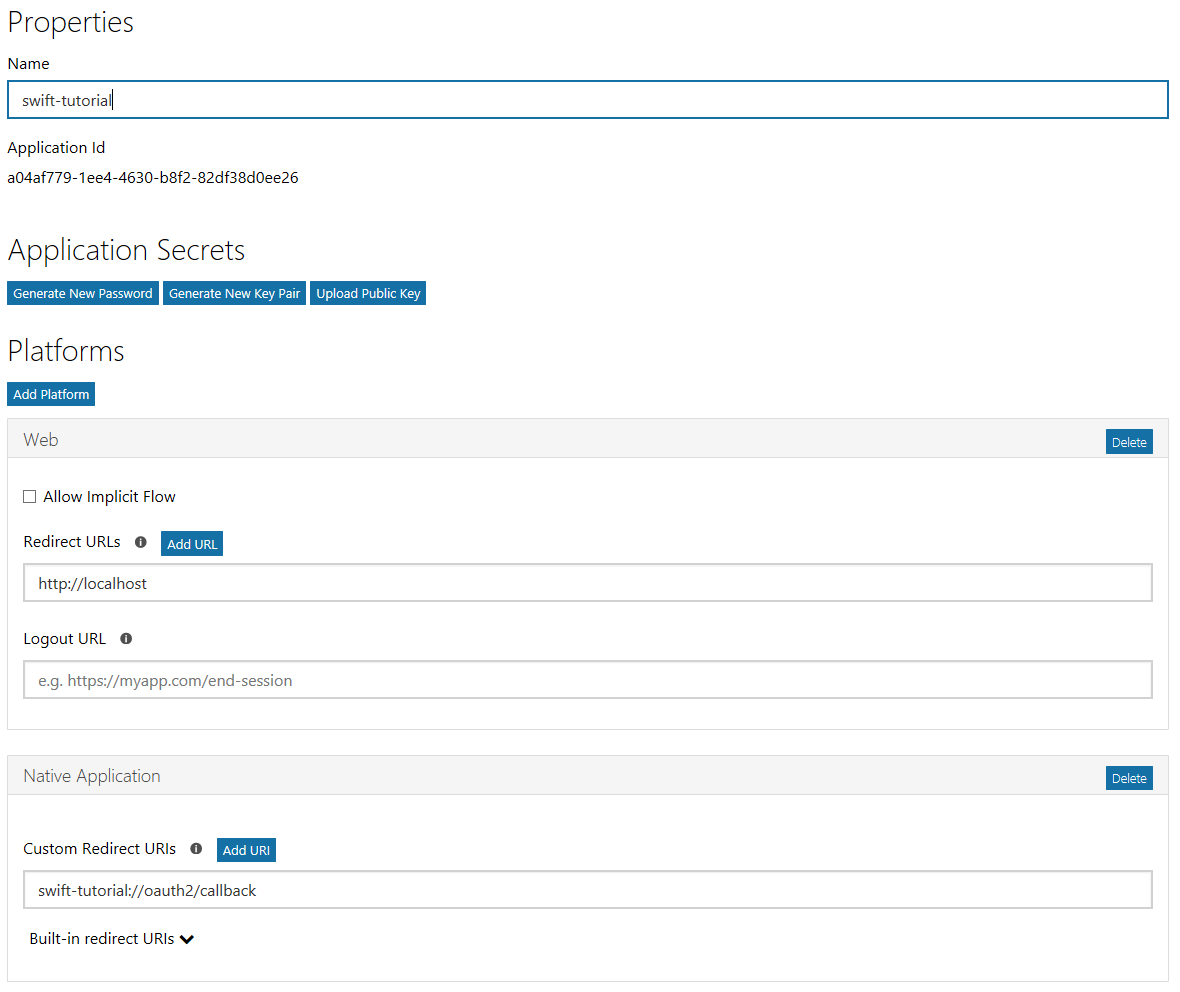 Properties
Name
swift-tutorial
Application Id
a04af779-1ee4-4630-b8f2-82df38d0ee26
Application Secrets
Generate New Password Generate New Key Pair Upload Public Key
Platforms
Add Platform
Web Delete
Allow Implicit Flow
Redirect URLs Add URL
http://localhost
Logout URL
e.g. https://myapp.com/end-session
Native Application Delete
Custom Redirect URIs Add URI
swift-tutorial://oauth2/callback
Built-in redirect URIs